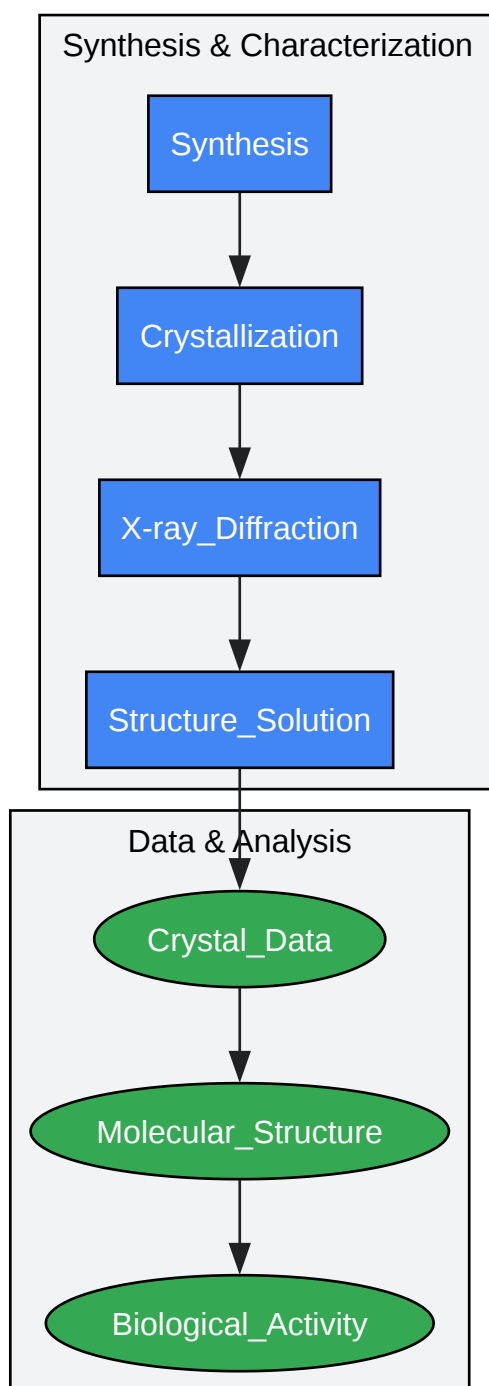 Synthesis & Characterization
Synthesis
Crystallization
X-ray_Diffraction
Structure_Solution
Data & Analysis
Crystal_Data
Molecular_Structure
Biological_Activity